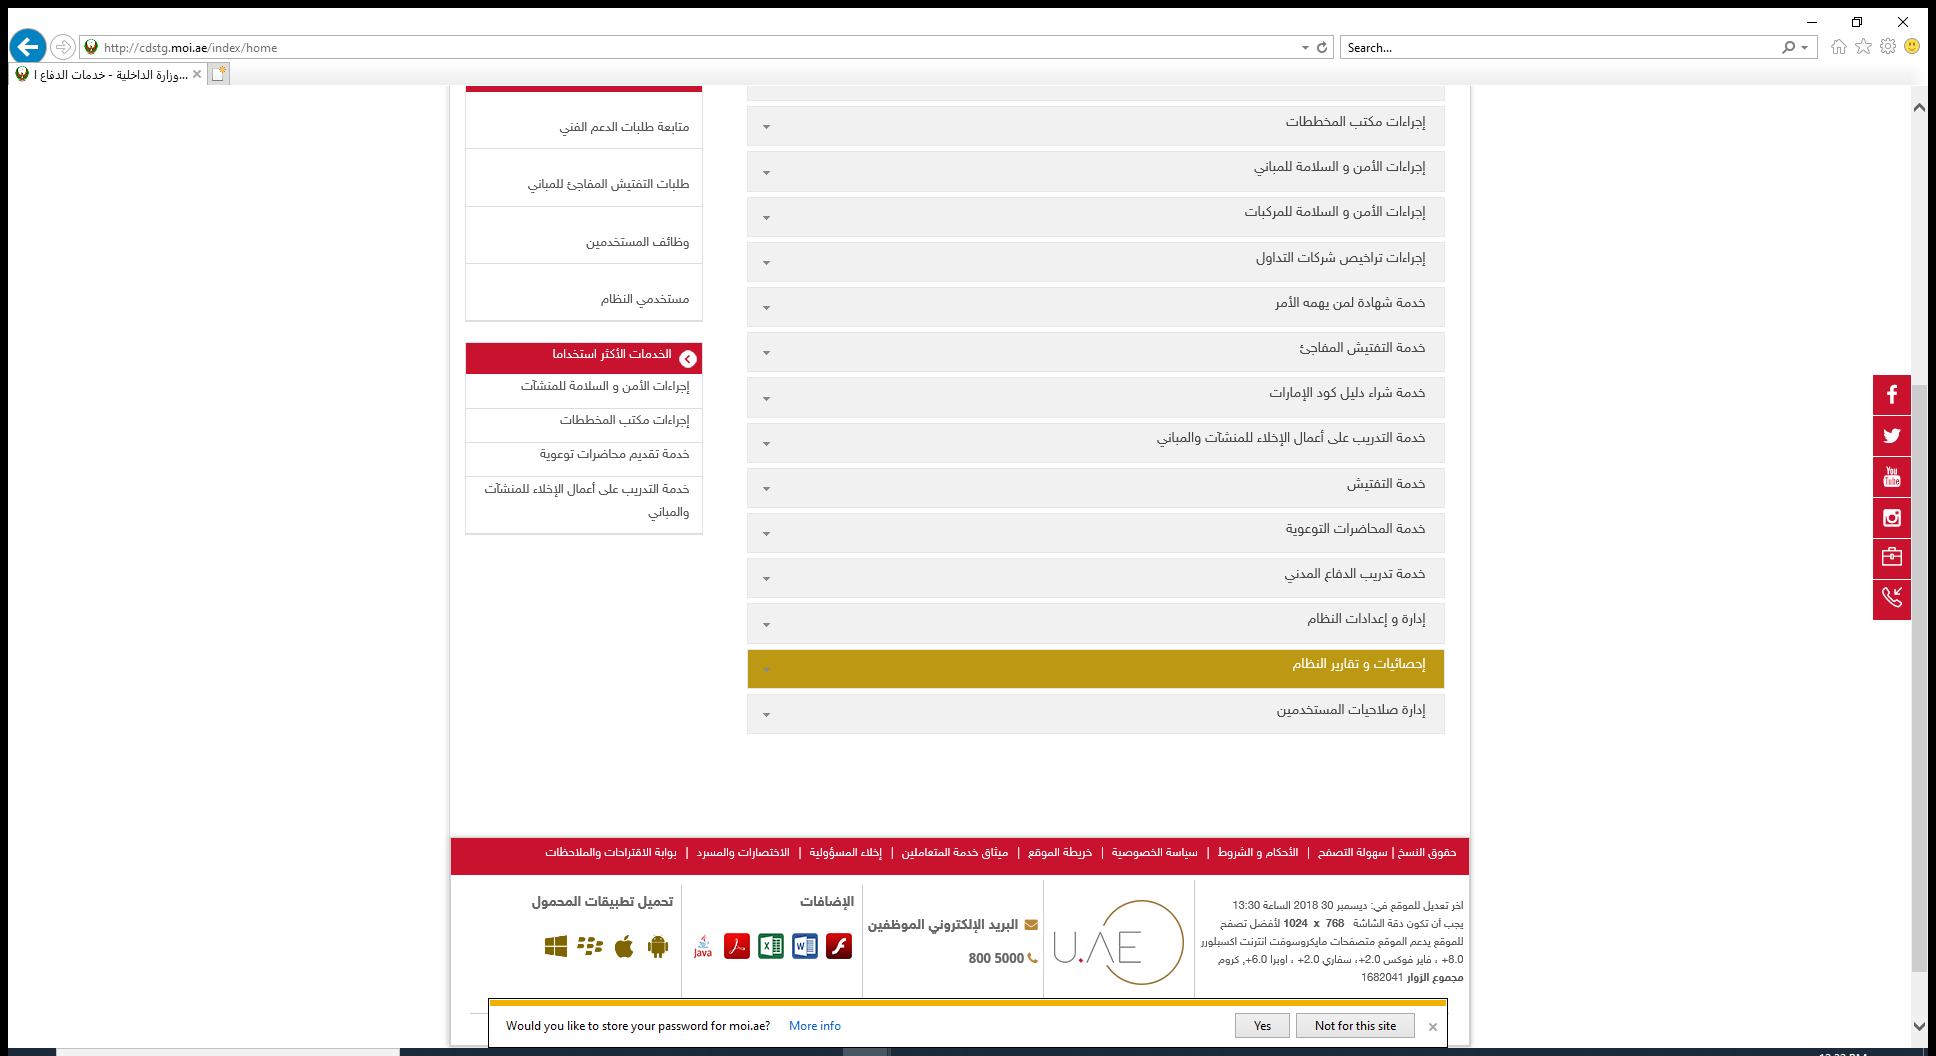 http://cdstg.moi.ae/index/home
Search...
وزارة الداخلية - خدمات الدفاع ا...
إجراءات مكتب المخططات
إجراءات الأمن و السلامة للمباني
إجراءات الأمن و السلامة للمركبات
إجراءات تراخيص شركات التداول
خدمة شهادة لمن يهمه الأمر
خدمة التفتيش المفاجئ
خدمة شراء دليل كود الإمارات
خدمة التدريب على أعمال الإخلاء للمنشآت والمباني
خدمة التفتيش
خدمة المحاضرات التوعوية
خدمة تدريب الدفاع المدني
إدارة و إعدادات النظام
إحصائيات و تقارير النظام
إدارة صلاحيات المستخدمين
متابعة طلبات الدعم الفني
طلبات التفتيش المفاجئ للمباني
وظائف المستخدمين
مستخدمي النظام
الخدمات الأكثر استخداما
إجراءات الأمن و السلامة للمنشآت
إجراءات مكتب المخططات
خدمة تقديم محاضرات توعوية
خدمة التدريب على أعمال الإخلاء للمنشآت
والمباني
You Tube
حقوق النسخ | سهولة التصفح | الأحكام و الشروط | سياسة الخصوصية | خريطة الموقع | ميثاق خدمة المتعاملين | إخلاء المسؤولية | الاختصارات والمسرد | بوابة الاقتراحات والملاحظات
اخر تعديل للموقع في: ديسمبر 30 2018 الساعة 13:30
يجب أن تكون دقة الشاشة 768 x 1024 لأفضل تصفح
للموقع يدعم الموقع متصفحات مايكروسوفت انترنت اكسبلورر
8.0+ ، فاير فوكس 2.0+، سفاري 2.0+ ، اوبرا 6.0+, كروم
مجموع الزوار 1682041
U.AE
البريد الإلكتروني الموظفين
800 5000
الإضافات
Java
تحميل تطبيقات المحمول
Would you like to store your password for moi.ae? More info
Yes
Not for this site